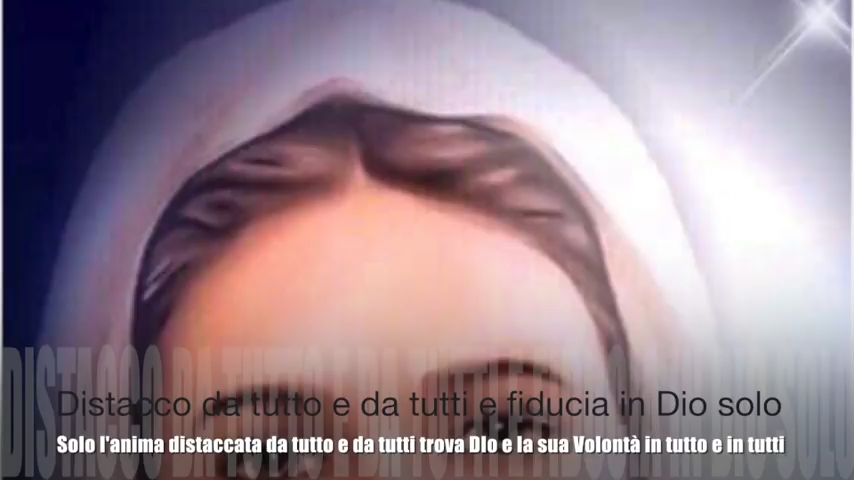 DISTACCO DA TUTTO E DA TUTTI E FIDUCIA IN DIO SOLO
Distacco da tutto e da tutti e fiducia in Dio solo
Solo l'anima distaccata da tutto e da tutti trova DIo e la sua Volontà in tutto e in tutti